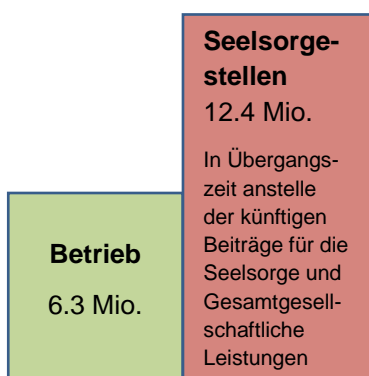 Seelsorge-
stellen
12.4 Mio.
In Übergangs-
zeit anstelle
der künftigen
Beiträge für die
Seelsorge und
Gesamtgesell-
schaftliche
Leistungen
Betrieb
6.3 Mio.